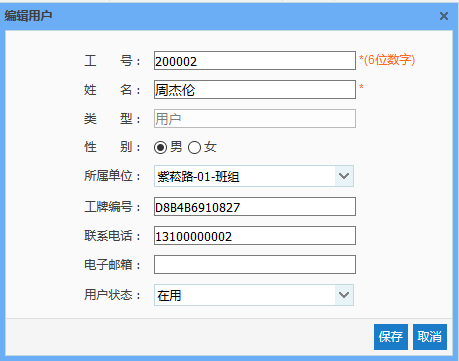 编辑用户
工 号： 200002 *(6位数字)
姓 名： 周杰伦 *
类 型： 用户
性 别： 男 女
所属单位： 紫菘路-01-班组
工牌编号： D8B4B6910827
联系电话： 13100000002
电子邮箱：
用户状态： 在用
保存 取消